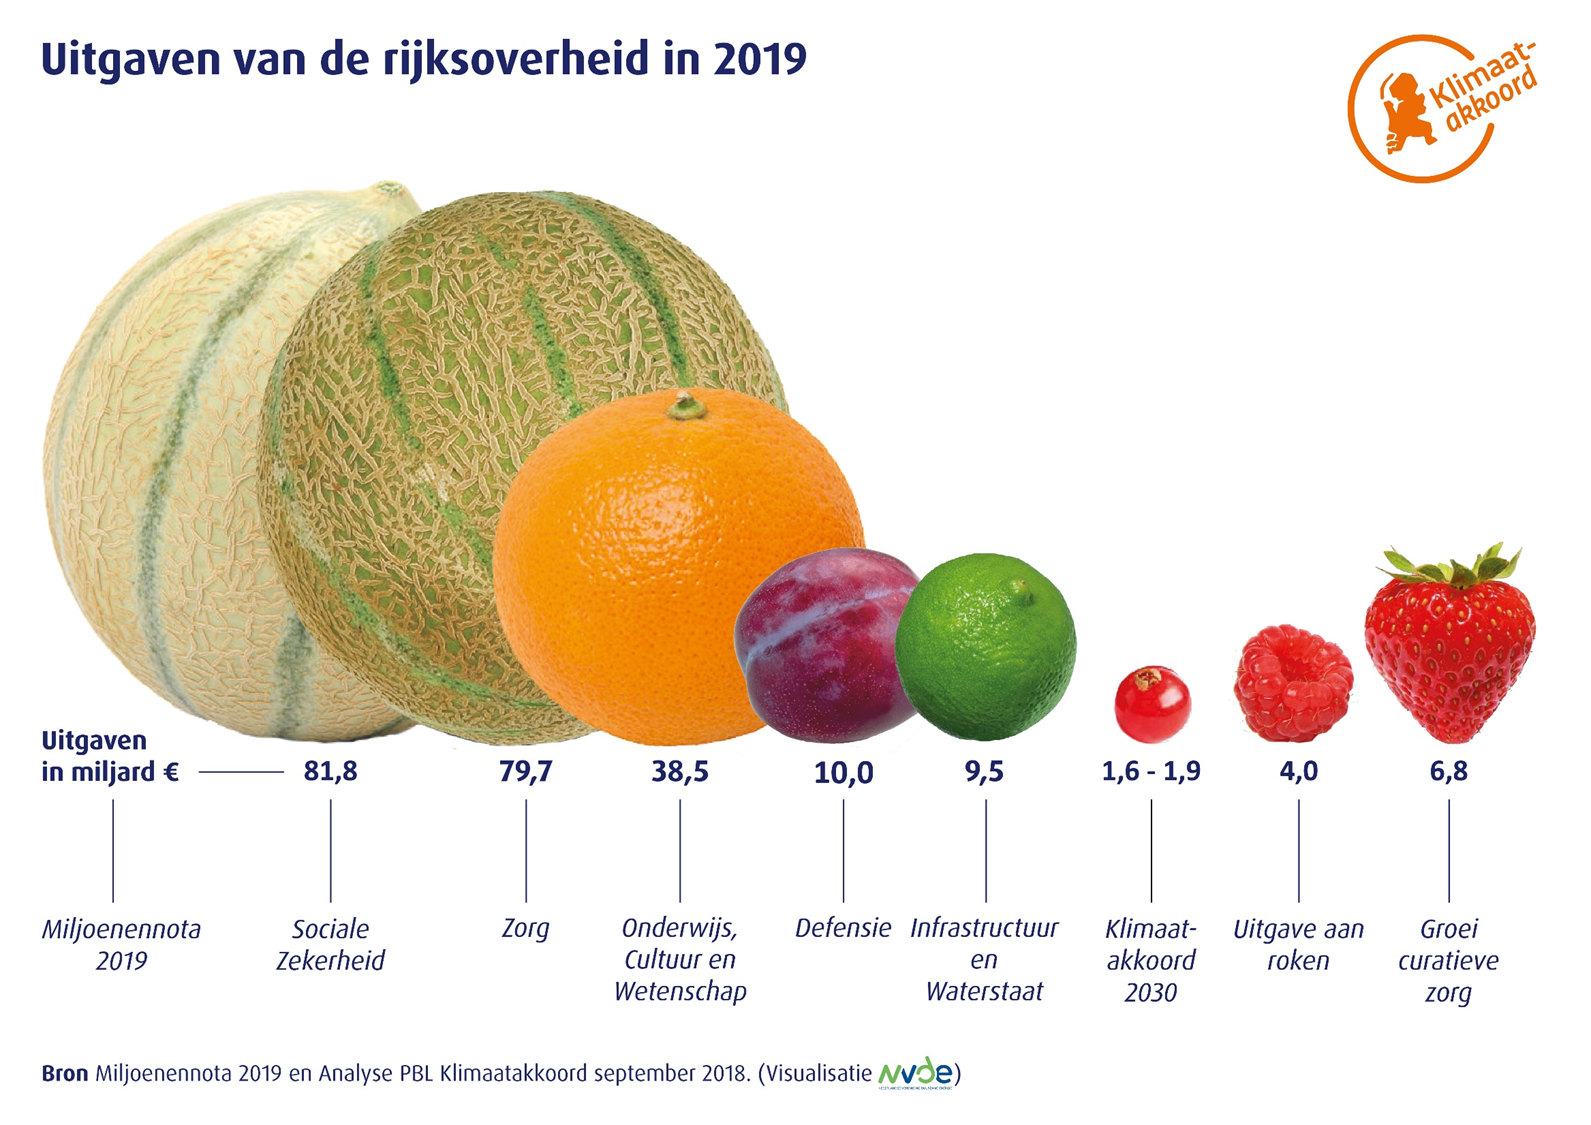 Uitgaven van de rijksoverheid in 2019
Klimaat-
akkoord
Uitgaven
in miljard €
81,8
79,7
38,5
10,0
9,5
1,6 - 1,9
4,0
6,8
Miljoenennota
2019
Sociale
Zekerheid
Zorg
Onderwijs,
Cultuur en
Wetenschap
Defensie
Infrastructuur
en
Waterstaat
Klimaat-
akkoord
2030
Uitgave aan
roken
Groei
curatieve
zorg
Bron Miljoenennota 2019 en Analyse PBL Klimaatakkoord september 2018. (Visualisatie nvde)